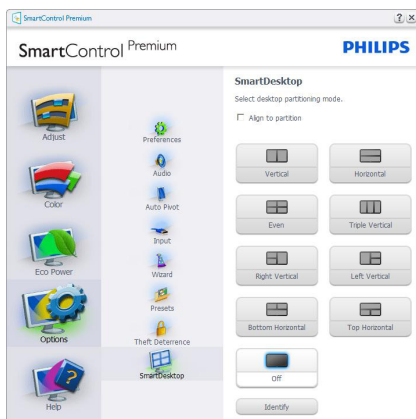 SmartControl Premium
SmartControl Premium
PHILIPS
Adjust
Color
Eco Power
Options
Help
Preferences
Audio
Auto Pivot
Input
Wizard
Presets
Theft Deterrence
SmartDesktop
SmartDesktop
Select desktop partitioning mode.
Align to partition
Vertical
Horizontal
Even
Triple Vertical
Right Vertical
Left Vertical
Bottom Horizontal
Top Horizontal
Off
Identify